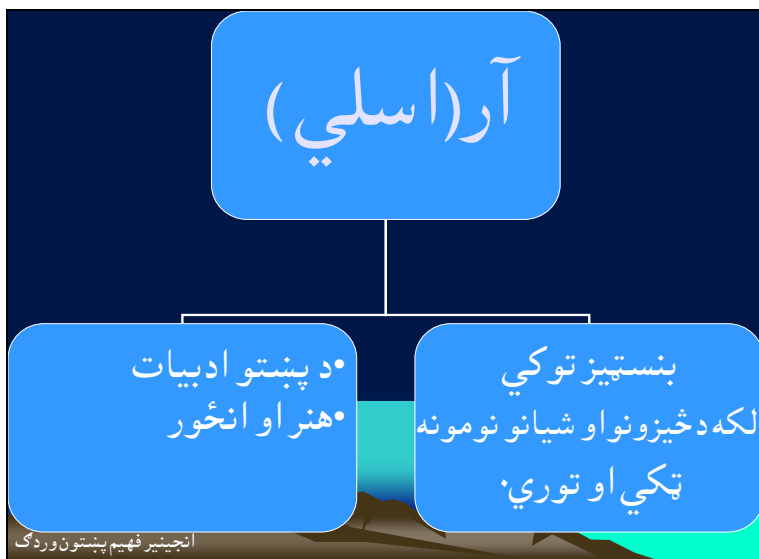 آر(اسلي)
بنسټيز توکي
لکه دڅيزونو او شيانو نومونه
ټکي او توري.
•د پښتو ادبيات
•هنر او انځور
انجينير فهيم پښتون وردګ